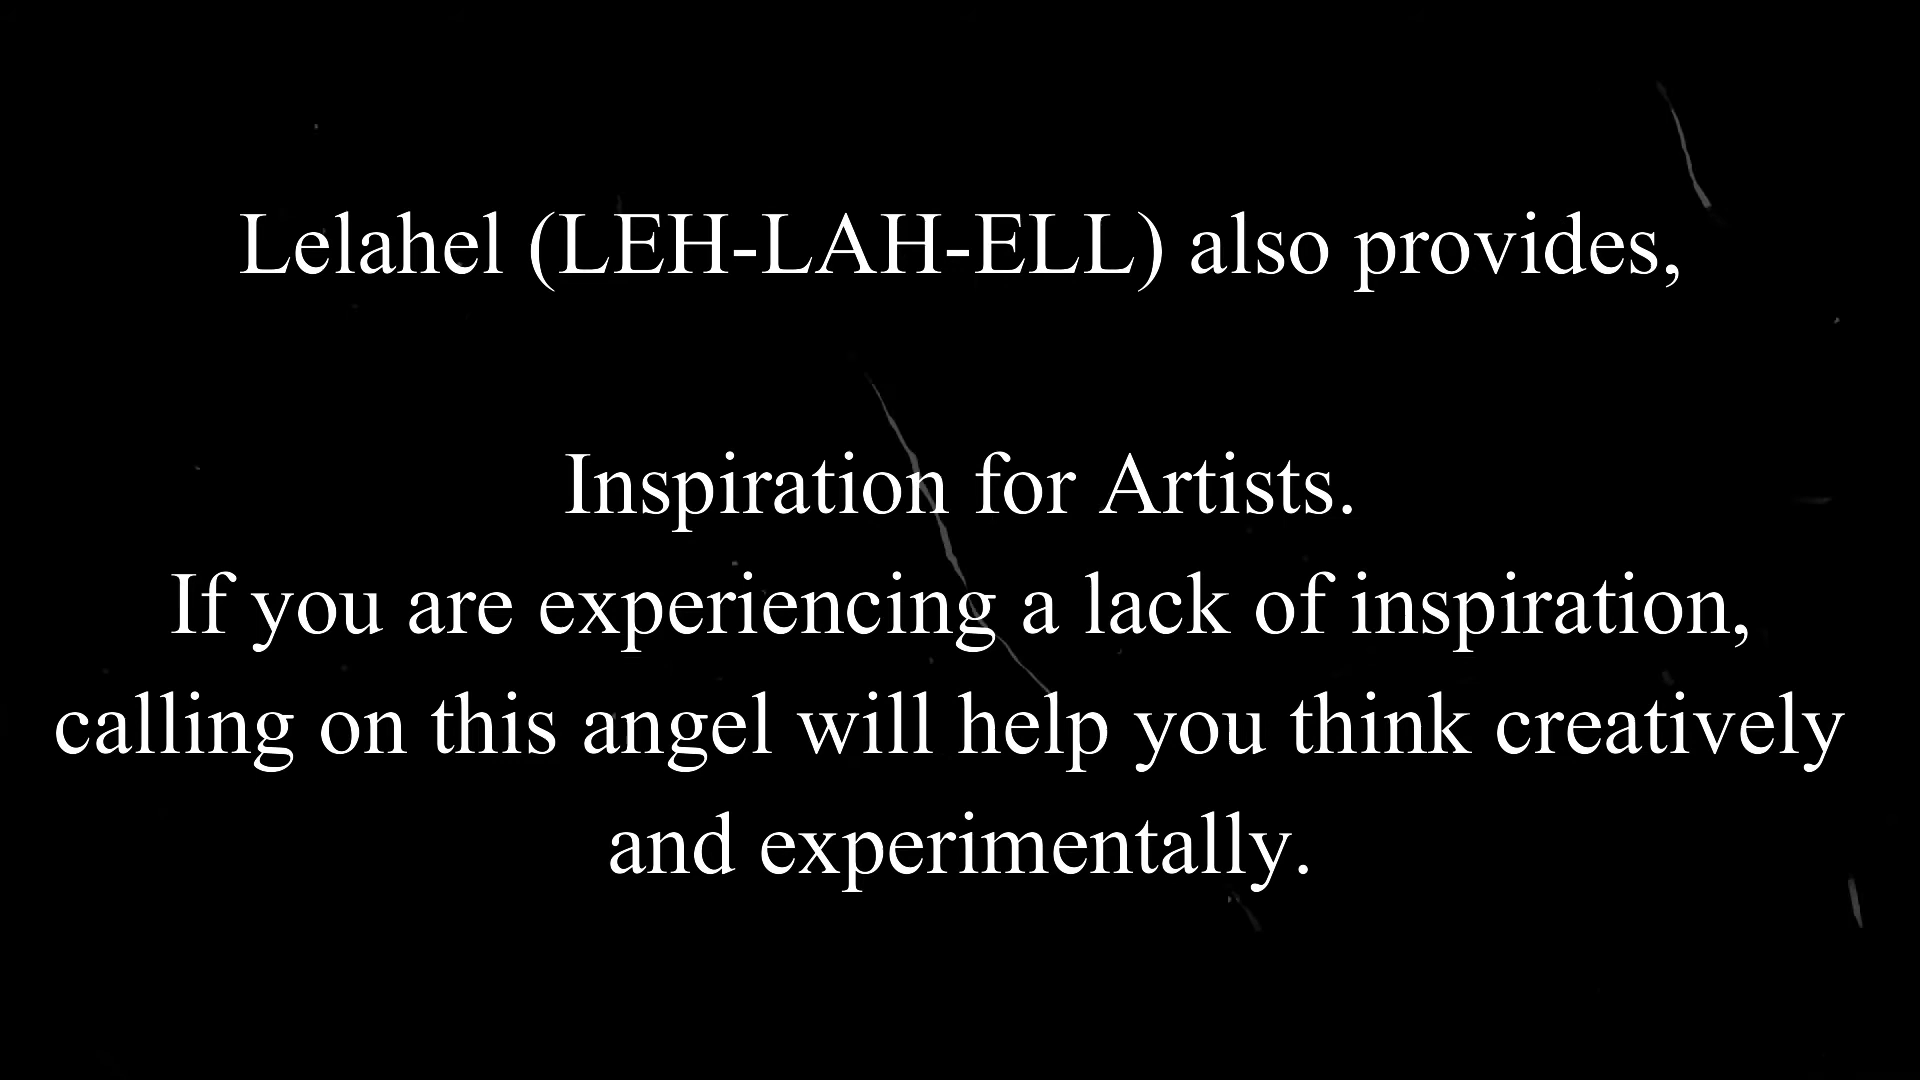 Lelahel (LEH-LAH-ELL) also provides,
Inspiration for Artists.
If you are experiencing a lack of inspiration,
calling on this angel will help you think creatively
and experimentally.